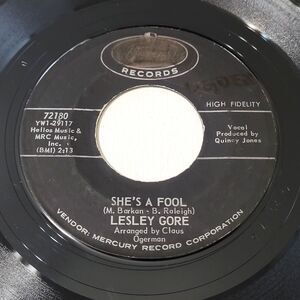 RECORDS
72180
YW1-29117
Helios Music &
MRC Music,
Inc.
(BMI) 2:13
HIGH FIDELITY
Vocal
Produced by
Quincy Jones
SHE'S A FOOL
(M. Barkan - B. Raleigh)
LESLEY GORE
Arranged by Claus
Ogerman
VENDOR: MERCURY RECORD CORPORATION